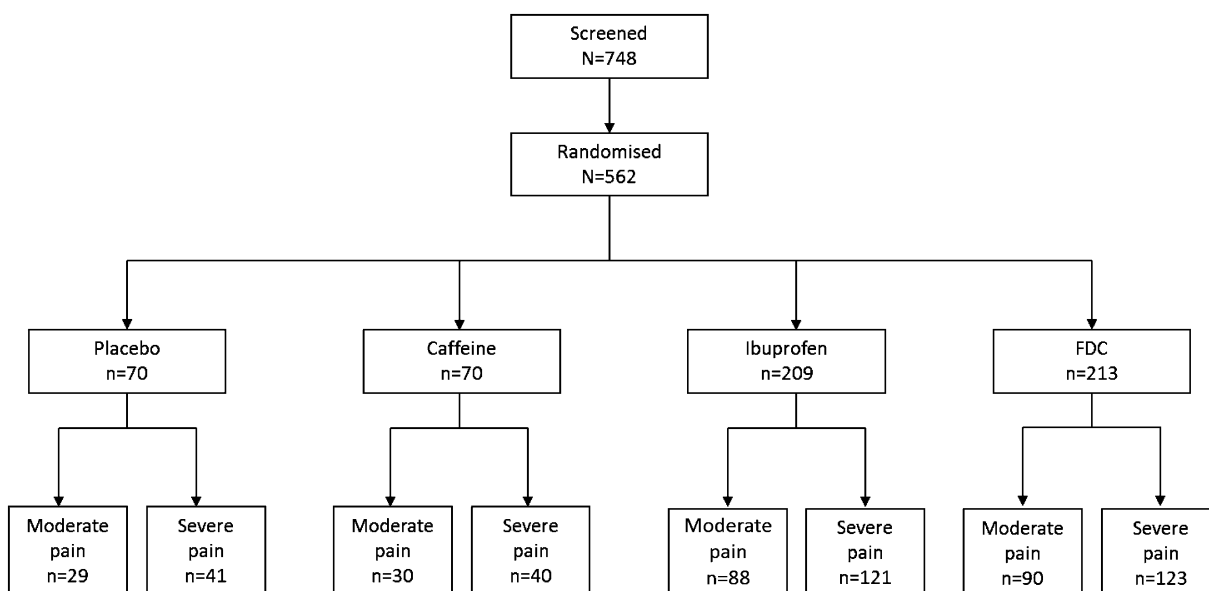 Screened
N=748
Randomised
N=562
Placebo
n=70
Caffeine
n=70
Ibuprofen
n=209
FDC
n=213
Moderate
pain
n=29
Severe
pain
n=41
Moderate
pain
n=30
Severe
pain
n=40
Moderate
pain
n=88
Severe
pain
n=121
Moderate
pain
n=90
Severe
pain
n=123